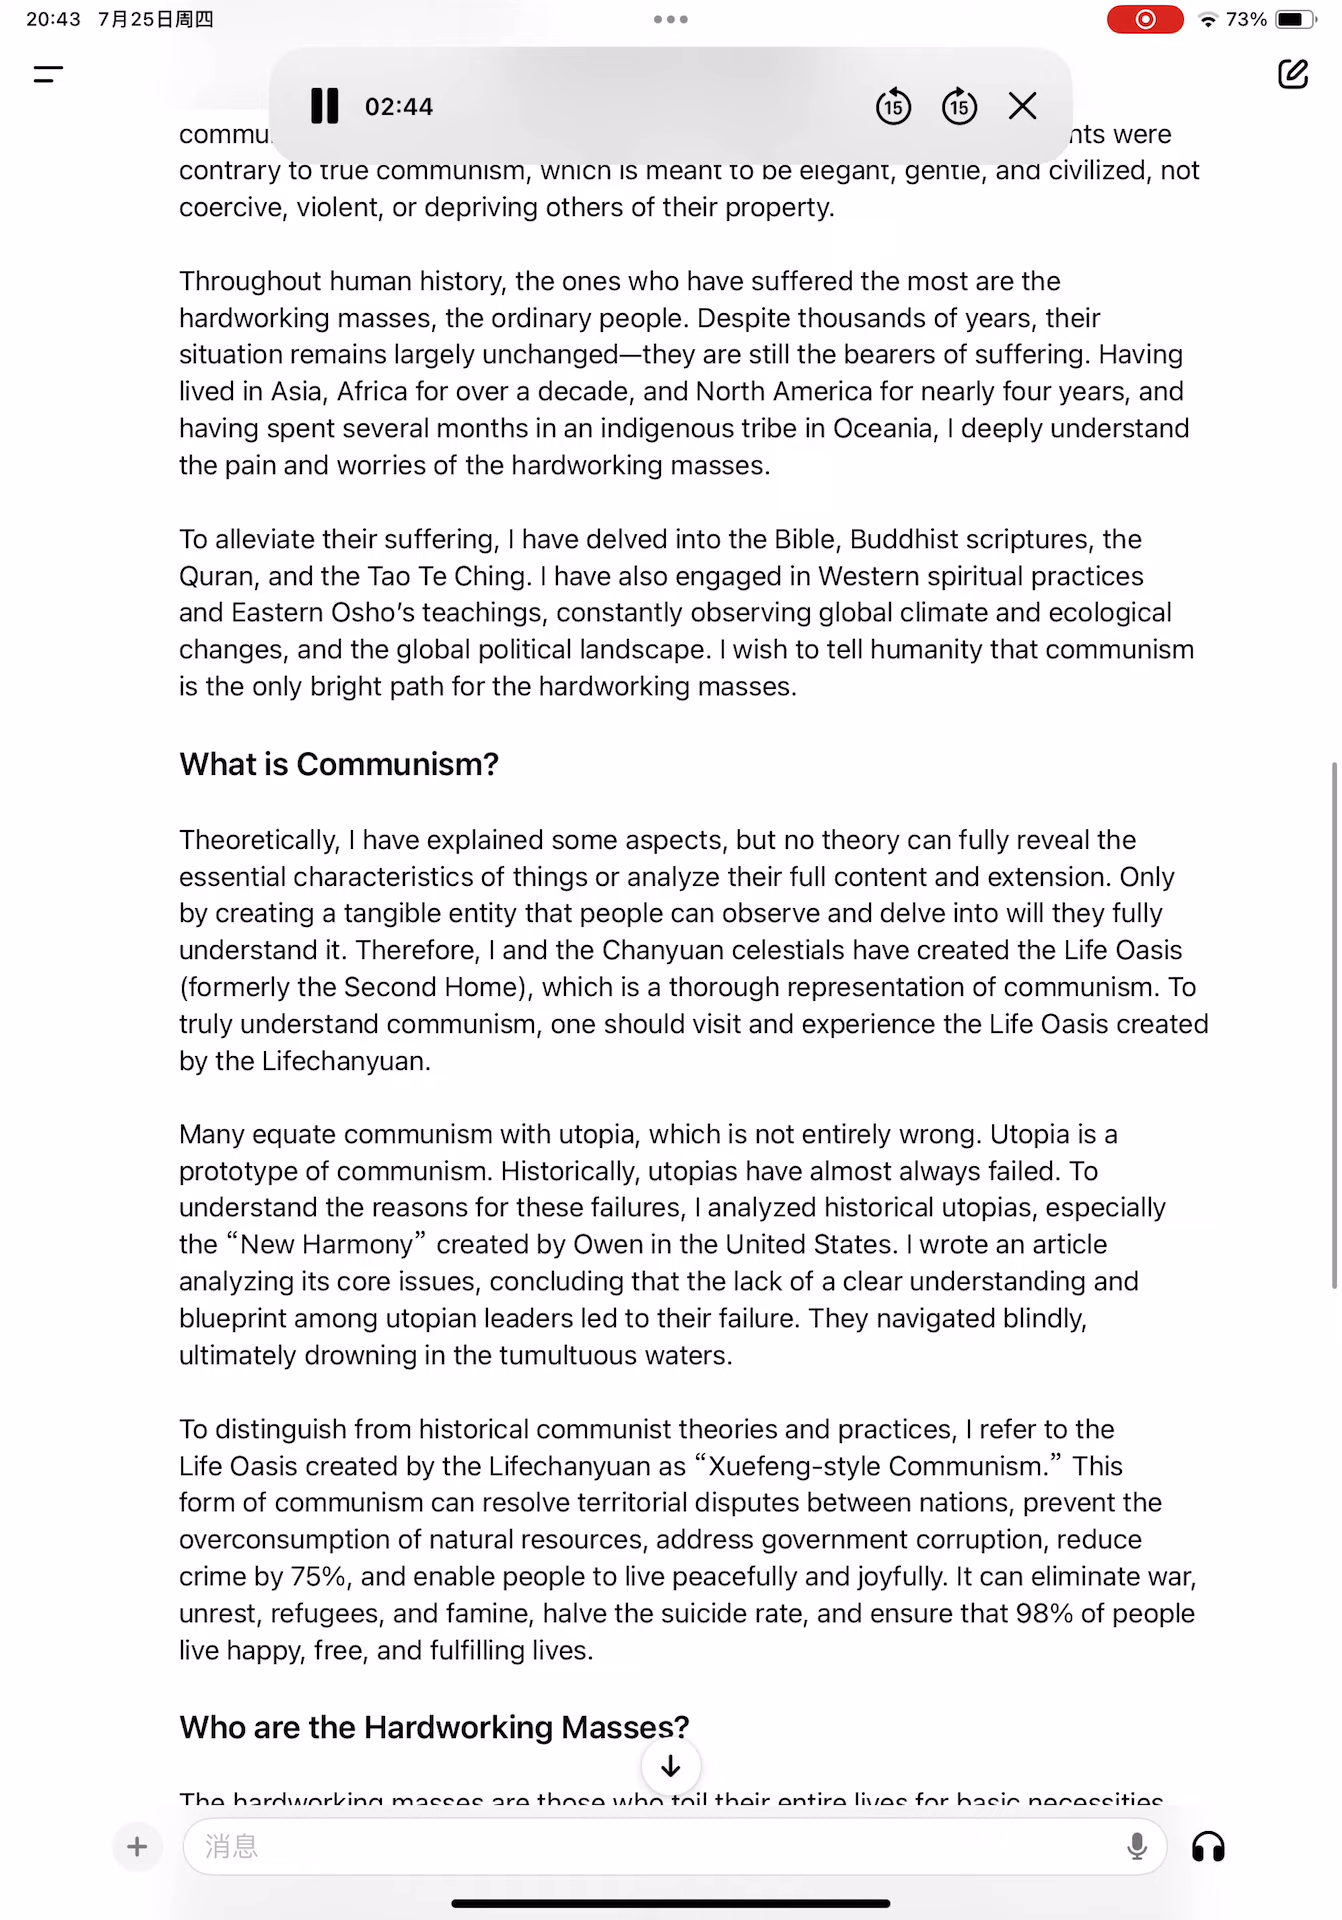 20:43 7月25日周四
73%
02:44
15 15
commu nts were
contrary to true communism, which is meant to be elegant, gentle, and civilized, not
coercive, violent, or depriving others of their property.
Throughout human history, the ones who have suffered the most are the
hardworking masses, the ordinary people. Despite thousands of years, their
situation remains largely unchanged—they are still the bearers of suffering. Having
lived in Asia, Africa for over a decade, and North America for nearly four years, and
having spent several months in an indigenous tribe in Oceania, I deeply understand
the pain and worries of the hardworking masses.
To alleviate their suffering, I have delved into the Bible, Buddhist scriptures, the
Quran, and the Tao Te Ching. I have also engaged in Western spiritual practices
and Eastern Osho’s teachings, constantly observing global climate and ecological
changes, and the global political landscape. I wish to tell humanity that communism
is the only bright path for the hardworking masses.
What is Communism?
Theoretically, I have explained some aspects, but no theory can fully reveal the
essential characteristics of things or analyze their full content and extension. Only
by creating a tangible entity that people can observe and delve into will they fully
understand it. Therefore, I and the Chanyuan celestials have created the Life Oasis
(formerly the Second Home), which is a thorough representation of communism. To
truly understand communism, one should visit and experience the Life Oasis created
by the Lifechanyuan.
Many equate communism with utopia, which is not entirely wrong. Utopia is a
prototype of communism. Historically, utopias have almost always failed. To
understand the reasons for these failures, I analyzed historical utopias, especially
the “New Harmony” created by Owen in the United States. I wrote an article
analyzing its core issues, concluding that the lack of a clear understanding and
blueprint among utopian leaders led to their failure. They navigated blindly,
ultimately drowning in the tumultuous waters.
To distinguish from historical communist theories and practices, I refer to the
Life Oasis created by the Lifechanyuan as “Xuefeng-style Communism.” This
form of communism can resolve territorial disputes between nations, prevent the
overconsumption of natural resources, address government corruption, reduce
crime by 75%, and enable people to live peacefully and joyfully. It can eliminate war,
unrest, refugees, and famine, halve the suicide rate, and ensure that 98% of people
live happy, free, and fulfilling lives.
Who are the Hardworking Masses?
The hardworking masses are those who toil their entire lives for basic necessities
消息